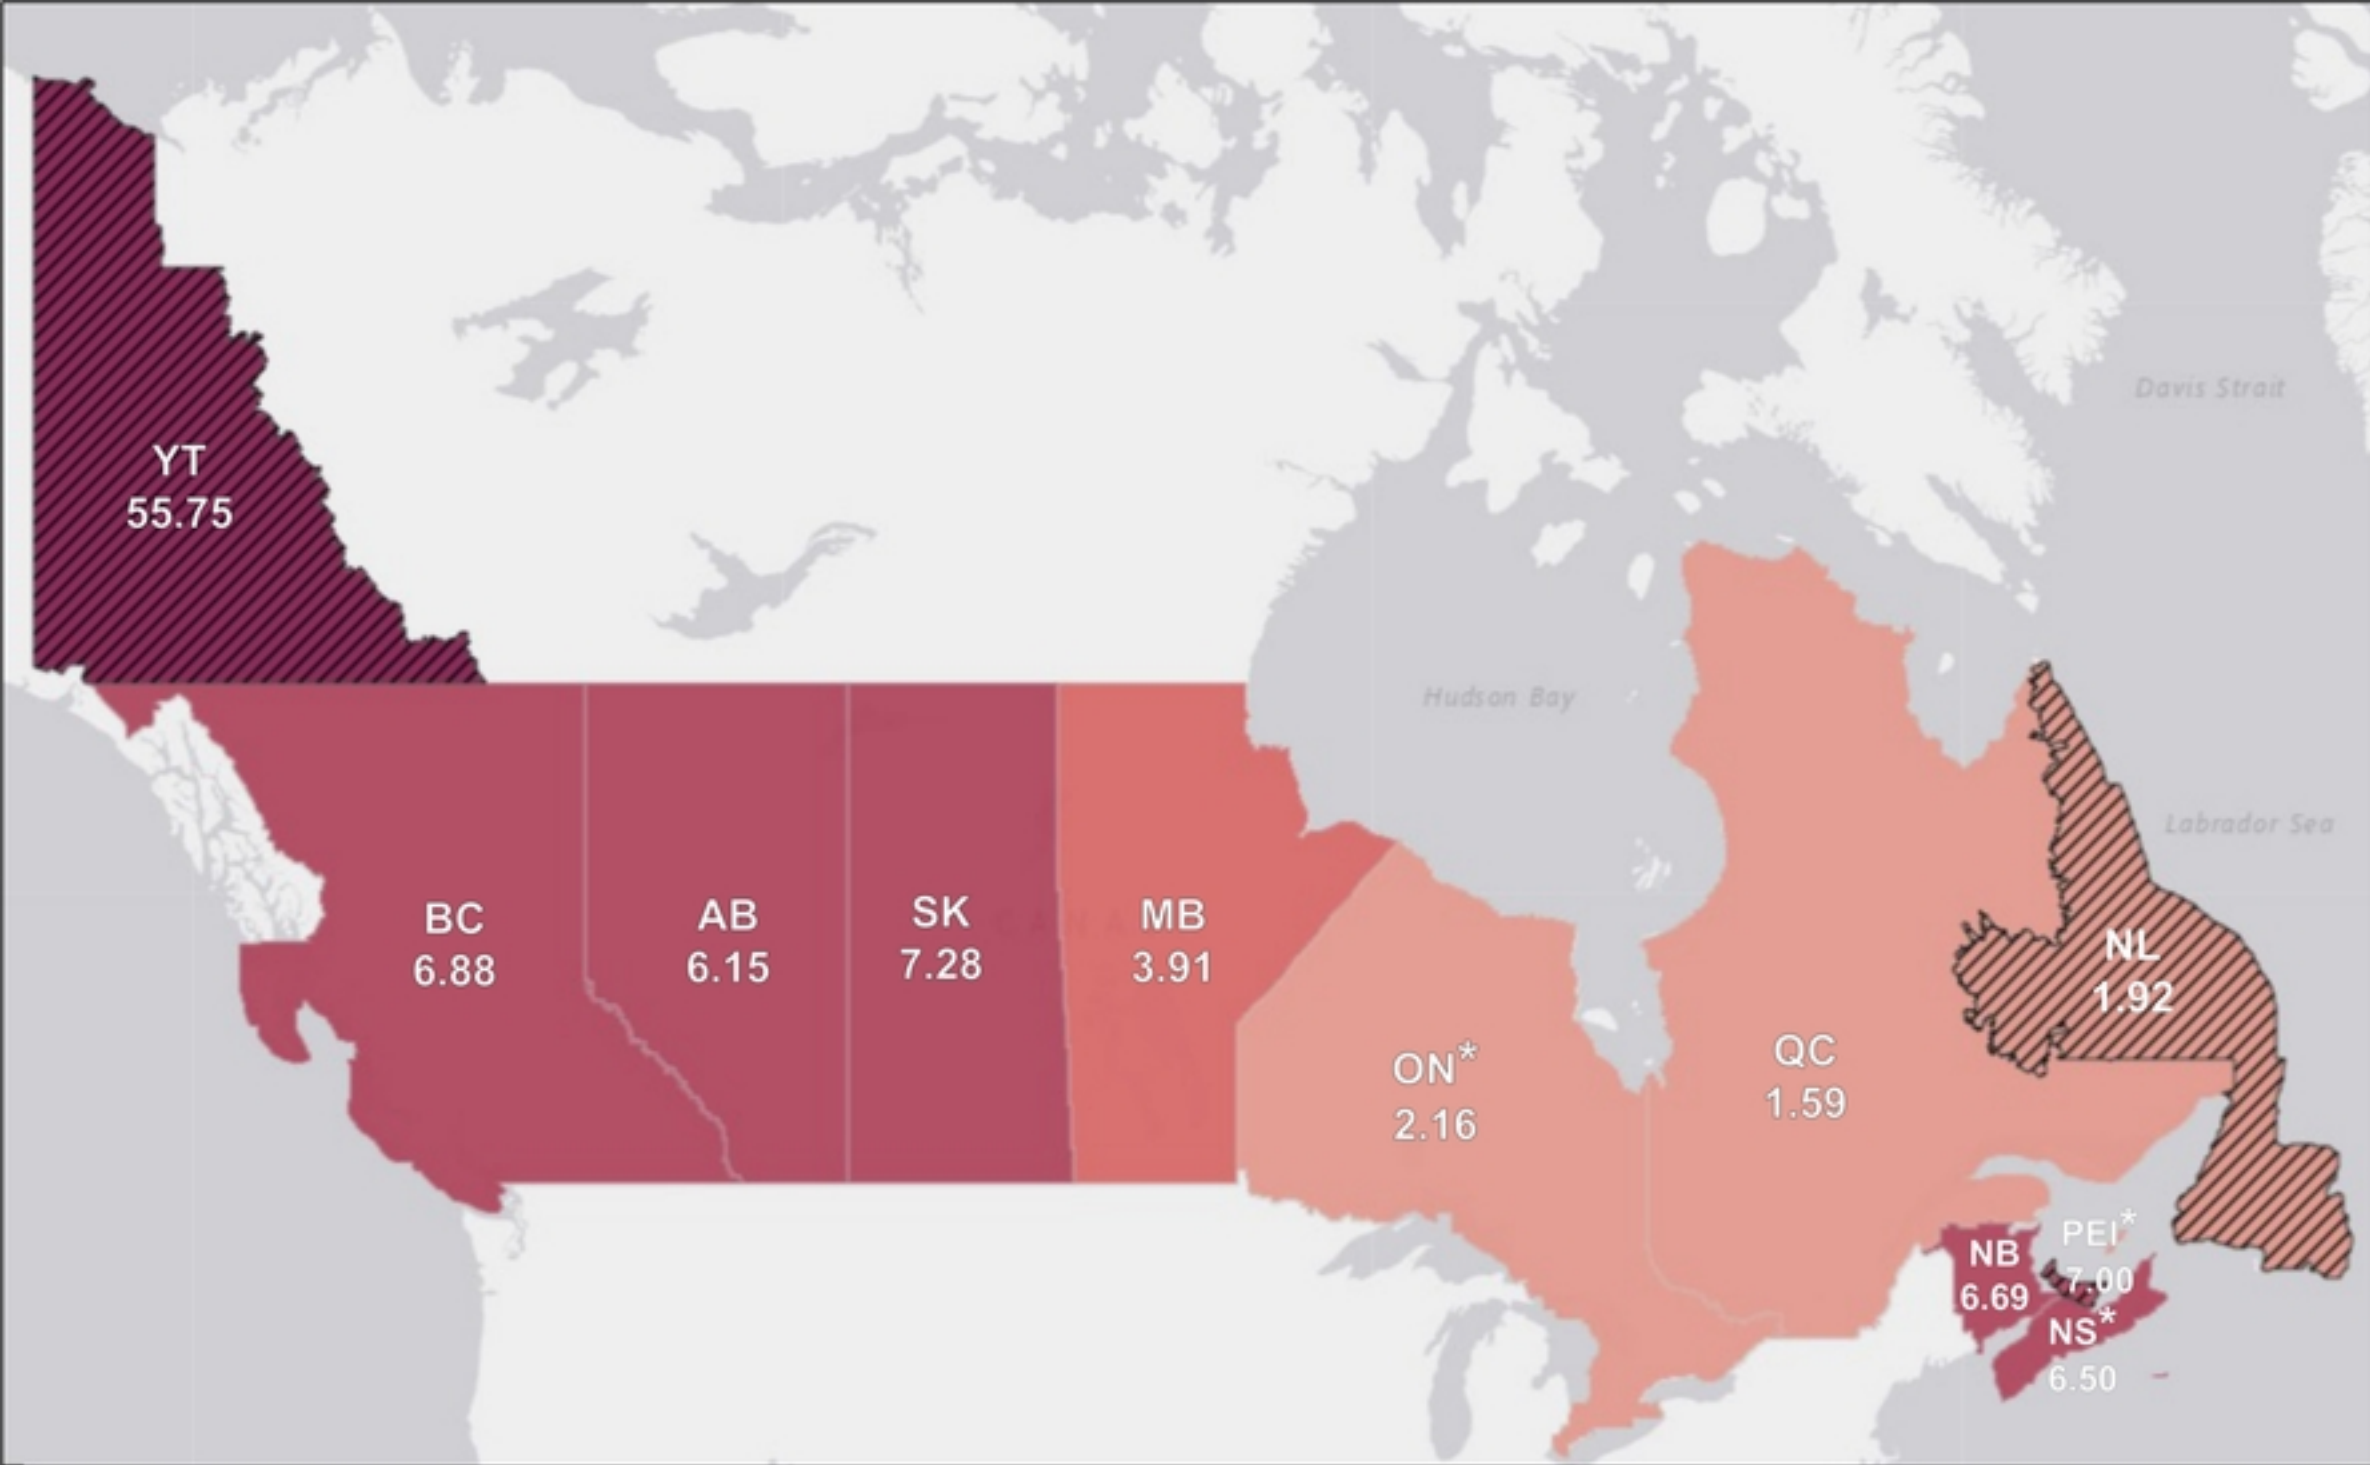 Davis Strait
YT
55.75
Hudson Bay
Labrador Sea
BC
6.88
AB
6.15
SK
7.28
CANA
MB
3.91
NL
1.92
ON*
2.16
QC
1.59
PEI*
7.00
NB
6.69
NS*
6.50